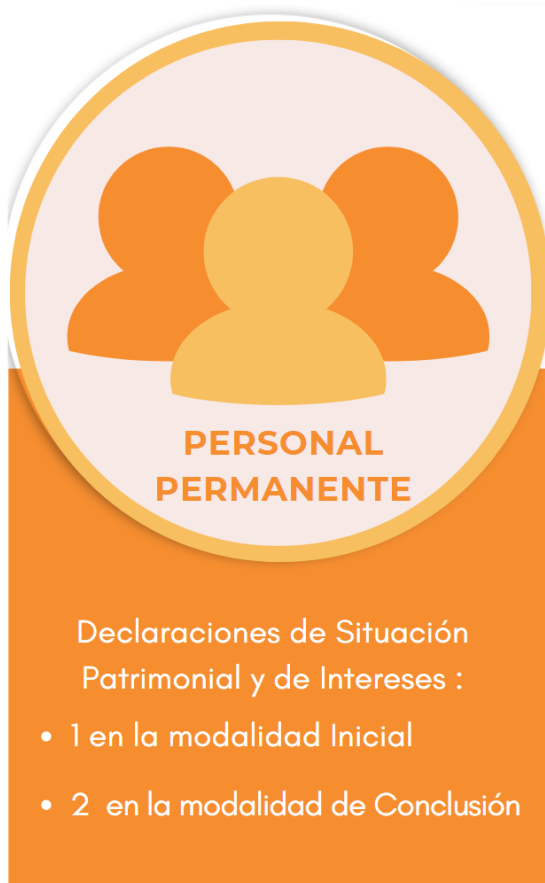 PERSONAL
PERMANENTE
Declaraciones de Situación
Patrimonial y de Intereses :
• 1 en la modalidad Inicial
• 2 en la modalidad de Conclusión